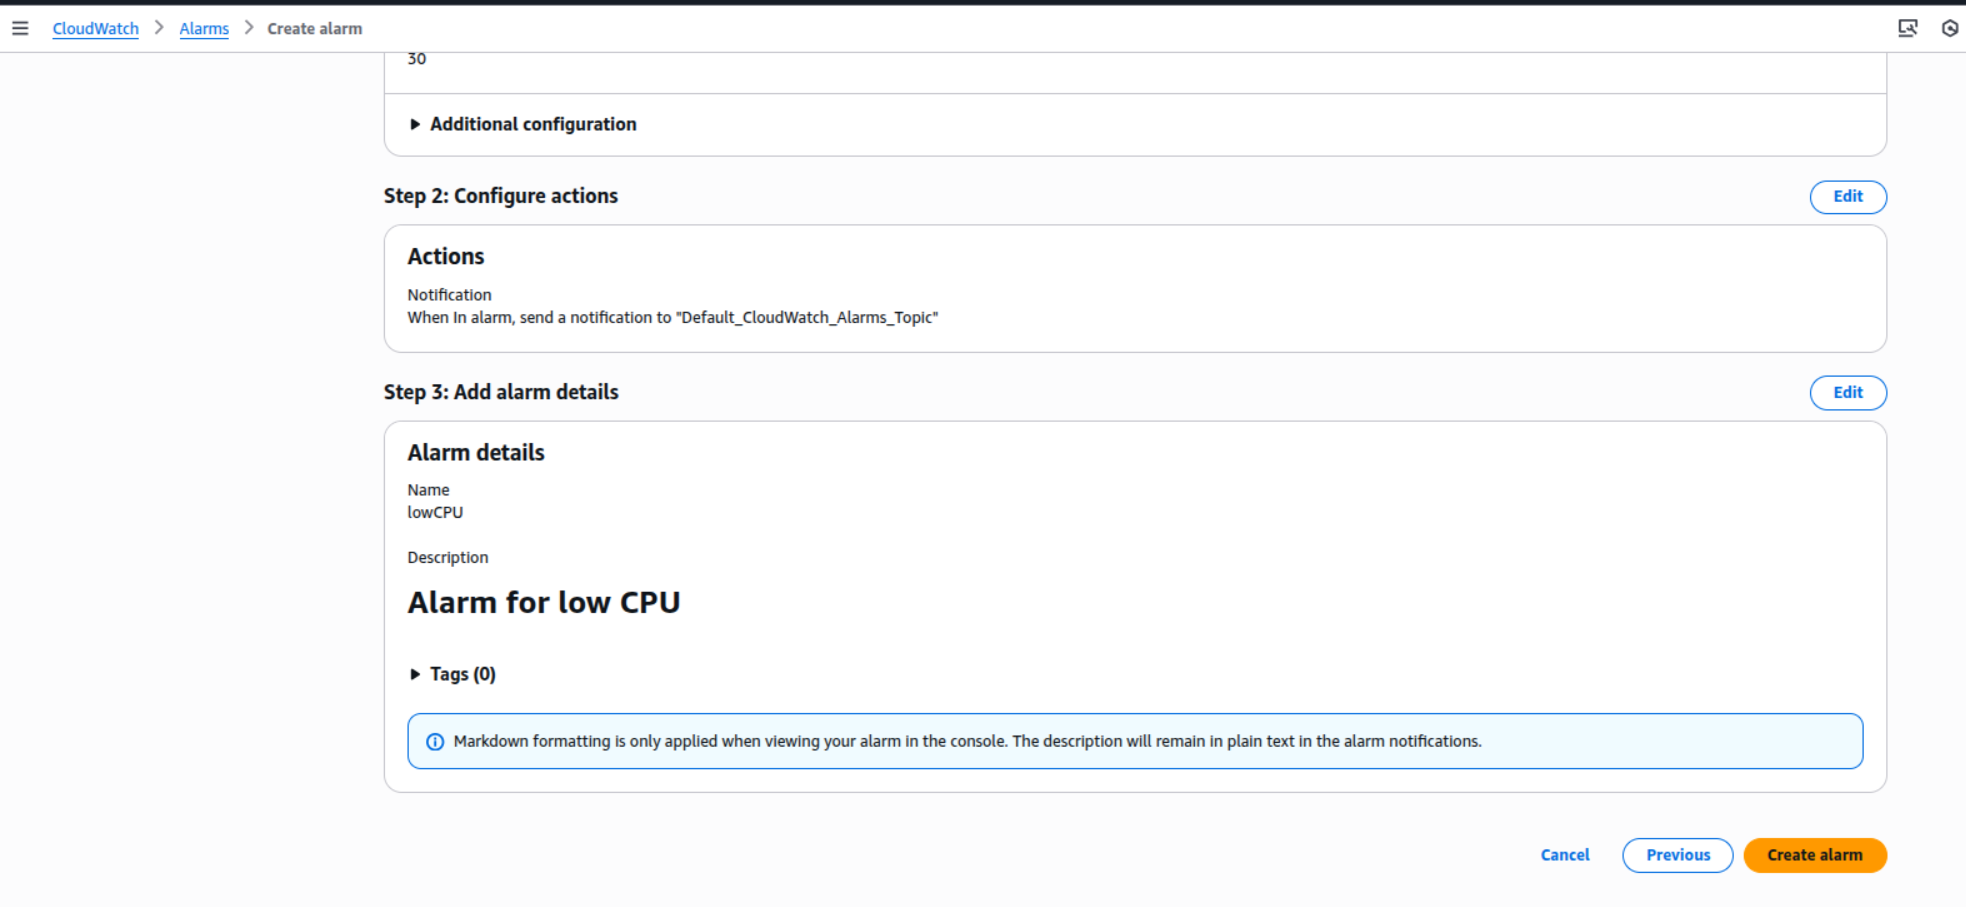 CloudWatch > Alarms > Create alarm
30
Additional configuration
Step 2: Configure actions
Edit
Actions
Notification
When In alarm, send a notification to "Default_CloudWatch_Alarms_Topic"
Step 3: Add alarm details
Edit
Alarm details
Name
lowCPU
Description
Alarm for low CPU
Tags (0)
Markdown formatting is only applied when viewing your alarm in the console. The description will remain in plain text in the alarm notifications.
Cancel
Previous
Create alarm